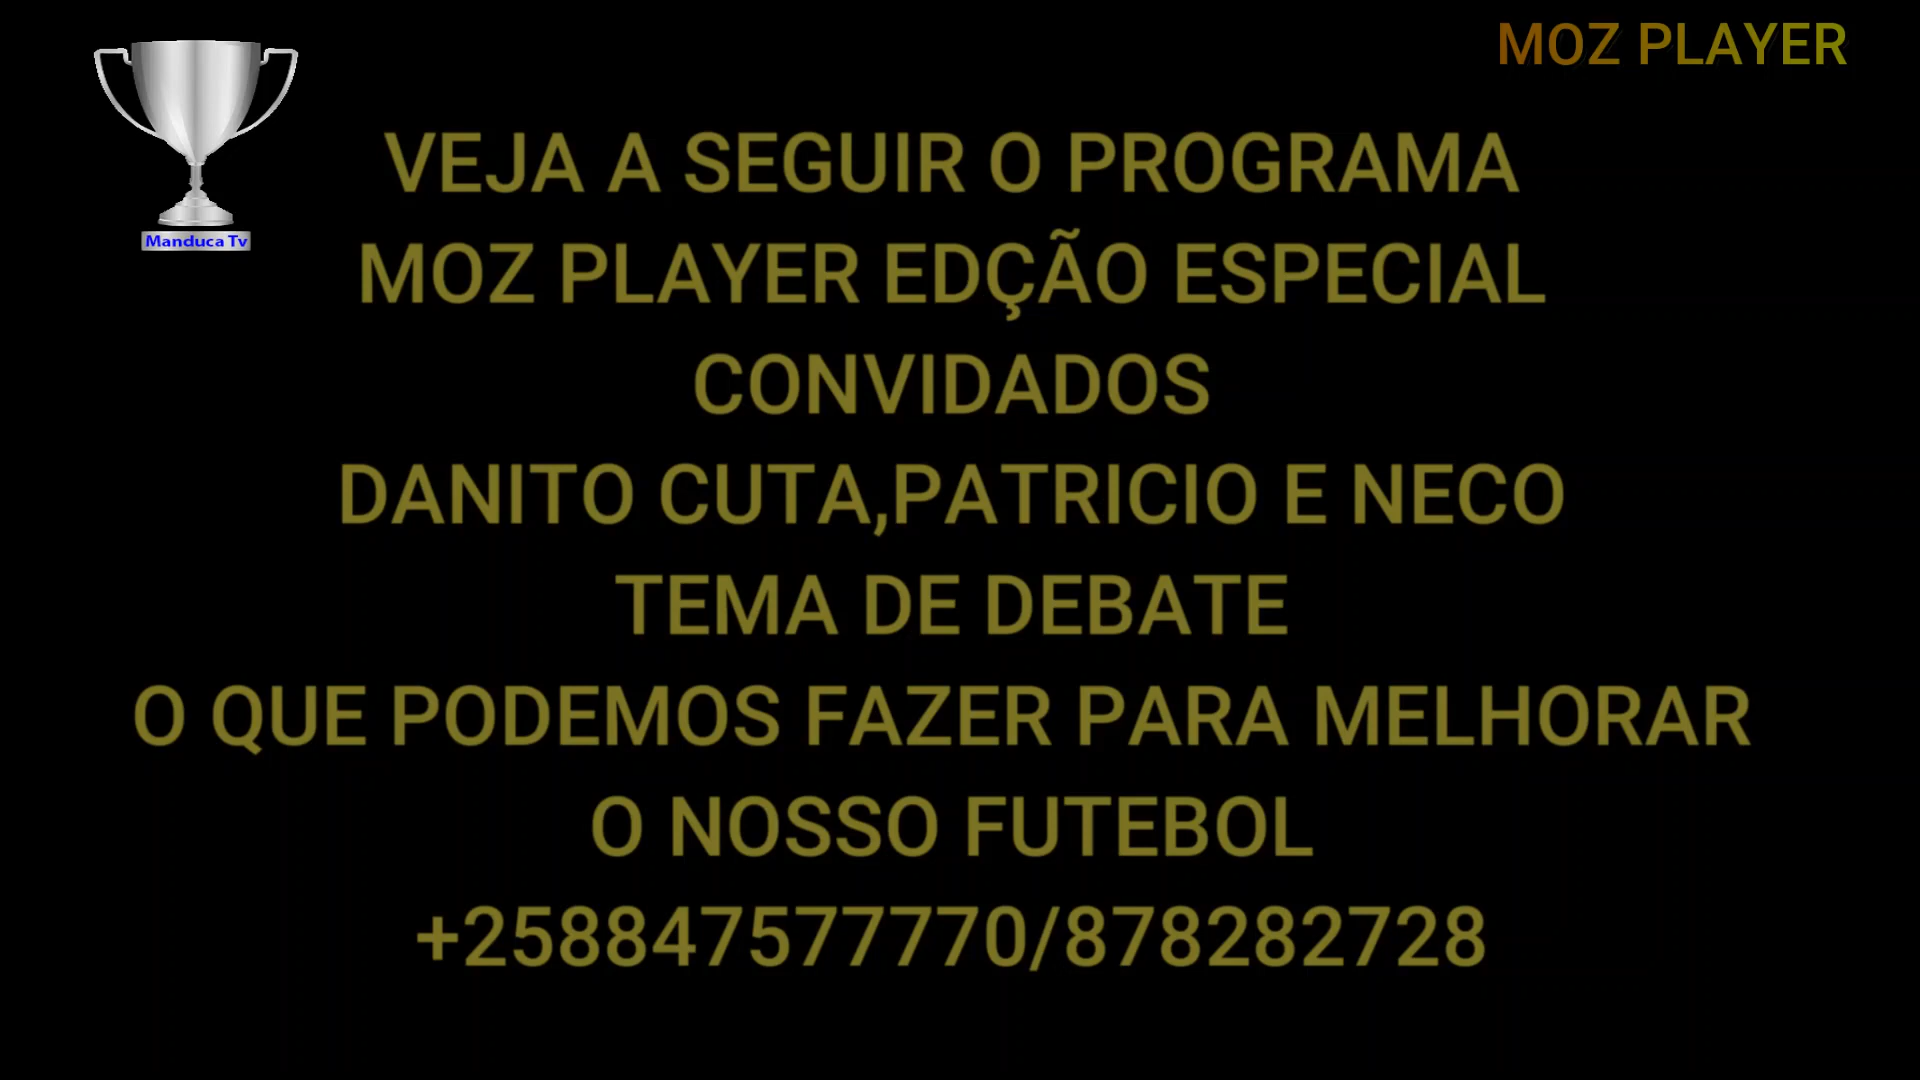 MOZ PLAYER
Manduca Tv
VEJA A SEGUIR O PROGRAMA
MOZ PLAYER EDÇÃO ESPECIAL
CONVIDADOS
DANITO CUTA,PATRICIO E NECO
TEMA DE DEBATE
O QUE PODEMOS FAZER PARA MELHORAR
O NOSSO FUTEBOL
+258847577770/878282728